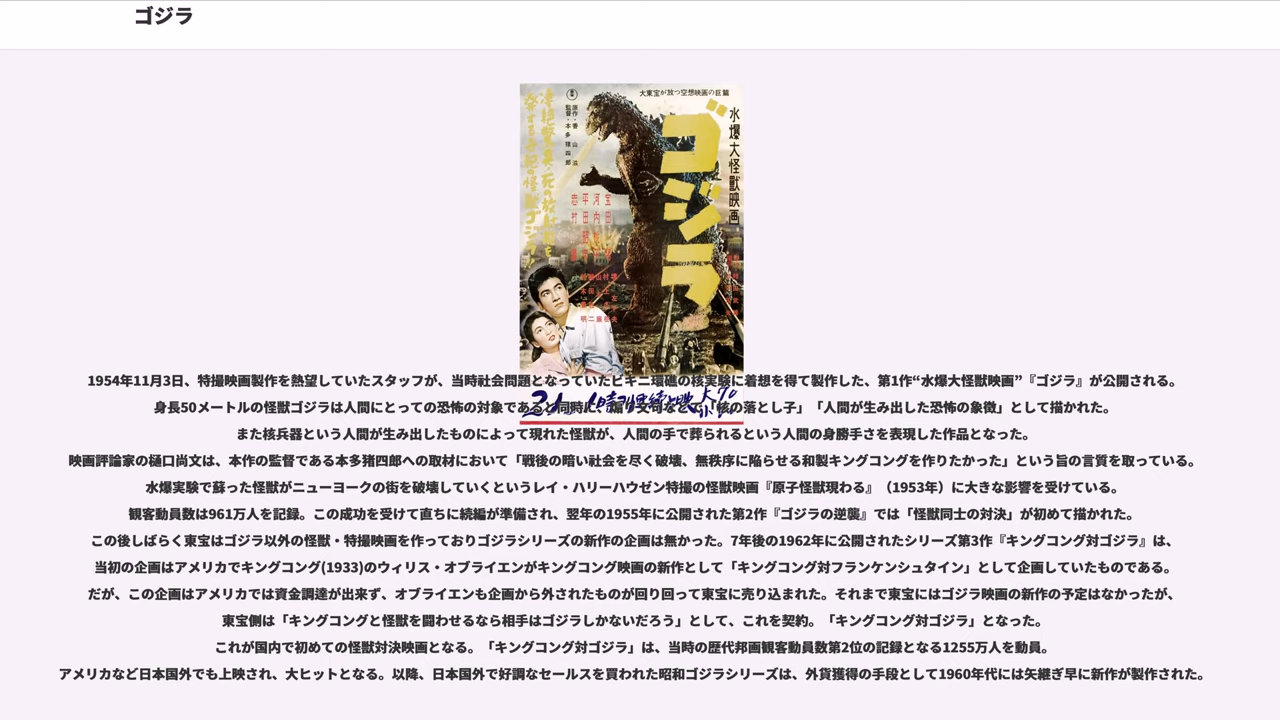 ゴジラ
大東宝が放つ空想映画の巨篇
水爆大怪獣映画
ゴジラ
原作・香山滋
監督・本多猪四郎
1954年11月3日、特撮映画製作を熱望していたスタッフが、当時社会問題となっていたビキニ環礁の核実験に着想を得て製作した、第1作“水爆大怪獣映画”『ゴジラ』が公開される。
身長50メートルの怪獣ゴジラは人間にとっての恐怖の対象であると同時に、煽り文句などで「核の落とし子」「人間が生み出した恐怖の象徴」として描かれた。
また核兵器という人間が生み出したものによって現れた怪獣が、人間の手で葬られるという人間の身勝手さを表現した作品となった。
映画評論家の樋口尚文は、本作の監督である本多猪四郎への取材において「戦後の暗い社会を尽く破壊、無秩序に陥らせる和製キングコングを作りたかった」という旨の言質を取っている。
水爆実験で蘇った怪獣がニューヨークの街を破壊していくというレイ・ハリーハウゼン特撮の怪獣映画『原子怪獣現わる』（1953年）に大きな影響を受けている。
観客動員数は961万人を記録。この成功を受けて直ちに続編が準備され、翌年の1955年に公開された第2作『ゴジラの逆襲』では「怪獣同士の対決」が初めて描かれた。
この後しばらく東宝はゴジラ以外の怪獣・特撮映画を作っておりゴジラシリーズの新作の企画は無かった。7年後の1962年に公開されたシリーズ第3作『キングコング対ゴジラ』は、
当初の企画はアメリカでキングコング(1933)のウィリス・オブライエンがキングコング映画の新作として「キングコング対フランケンシュタイン」として企画していたものである。
だが、この企画はアメリカでは資金調達が出来ず、オブライエンも企画から外されたものが回り回って東宝に売り込まれた。それまで東宝にはゴジラ映画の新作の予定はなかったが、
東宝側は「キングコングと怪獣を闘わせるなら相手はゴジラしかないだろう」として、これを契約。「キングコング対ゴジラ」となった。
これが国内で初めての怪獣対決映画となる。「キングコング対ゴジラ」は、当時の歴代邦画観客動員数第2位の記録となる1255万人を動員。
アメリカなど日本国外でも上映され、大ヒットとなる。以降、日本国外で好調なセールスを買われた昭和ゴジラシリーズは、外貨獲得の手段として1960年代には矢継ぎ早に新作が製作された。